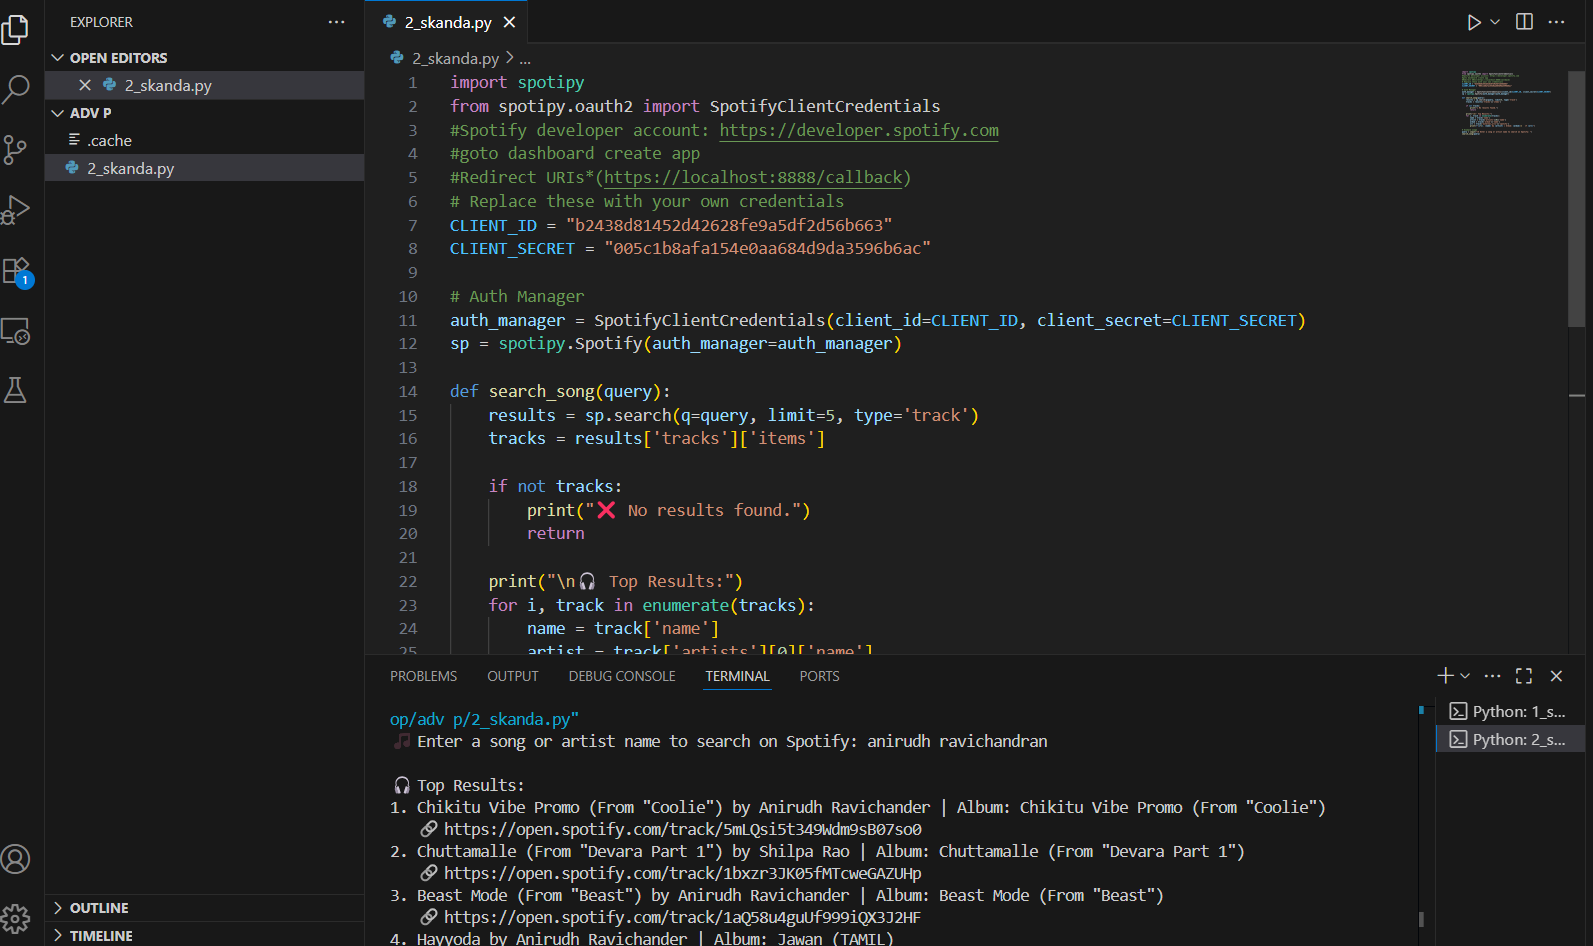 EXPLORER
OPEN EDITORS
2_skanda.py
ADV P
.cache
2_skanda.py
OUTLINE
TIMELINE
1
2_skanda.py
2_skanda.py > ...
1 import spotipy
2 from spotipy.oauth2 import SpotifyClientCredentials
3 #Spotify developer account: https://developer.spotify.com
4 #goto dashboard create app
5 #Redirect URIs*(https://localhost:8888/callback)
6 # Replace these with your own credentials
7 CLIENT_ID = "b2438d81452d42628fe9a5df2d56b663"
8 CLIENT_SECRET = "005c1b8afa154e0aa684d9da3596b6ac"
9
10 # Auth Manager
11 auth_manager = SpotifyClientCredentials(client_id=CLIENT_ID, client_secret=CLIENT_SECRET)
12 sp = spotipy.Spotify(auth_manager=auth_manager)
13
14 def search_song(query):
15     results = sp.search(q=query, limit=5, type='track')
16     tracks = results['tracks']['items']
17
18     if not tracks:
19         print("❌ No results found.")
20         return
21
22     print("\n🎧 Top Results:")
23     for i, track in enumerate(tracks):
24         name = track['name']
25         artist = track['artists'][0]['name']
PROBLEMS OUTPUT DEBUG CONSOLE TERMINAL PORTS
op/adv p/2_skanda.py"
🎵 Enter a song or artist name to search on Spotify: anirudh ravichandran
🎧 Top Results:
1. Chikitu Vibe Promo (From "Coolie") by Anirudh Ravichander | Album: Chikitu Vibe Promo (From "Coolie")
🔗 https://open.spotify.com/track/5mLQsi5t349Wdm9sB07so0
2. Chuttamalle (From "Devara Part 1") by Shilpa Rao | Album: Chuttamalle (From "Devara Part 1")
🔗 https://open.spotify.com/track/1bxzr3JK05fMTcweGAZUHp
3. Beast Mode (From "Beast") by Anirudh Ravichander | Album: Beast Mode (From "Beast")
🔗 https://open.spotify.com/track/1aQ58u4guUf999iQX3J2HF
4. Hayyoda by Anirudh Ravichander | Album: Jawan (TAMIL)
Python: 1_s...
Python: 2_s...